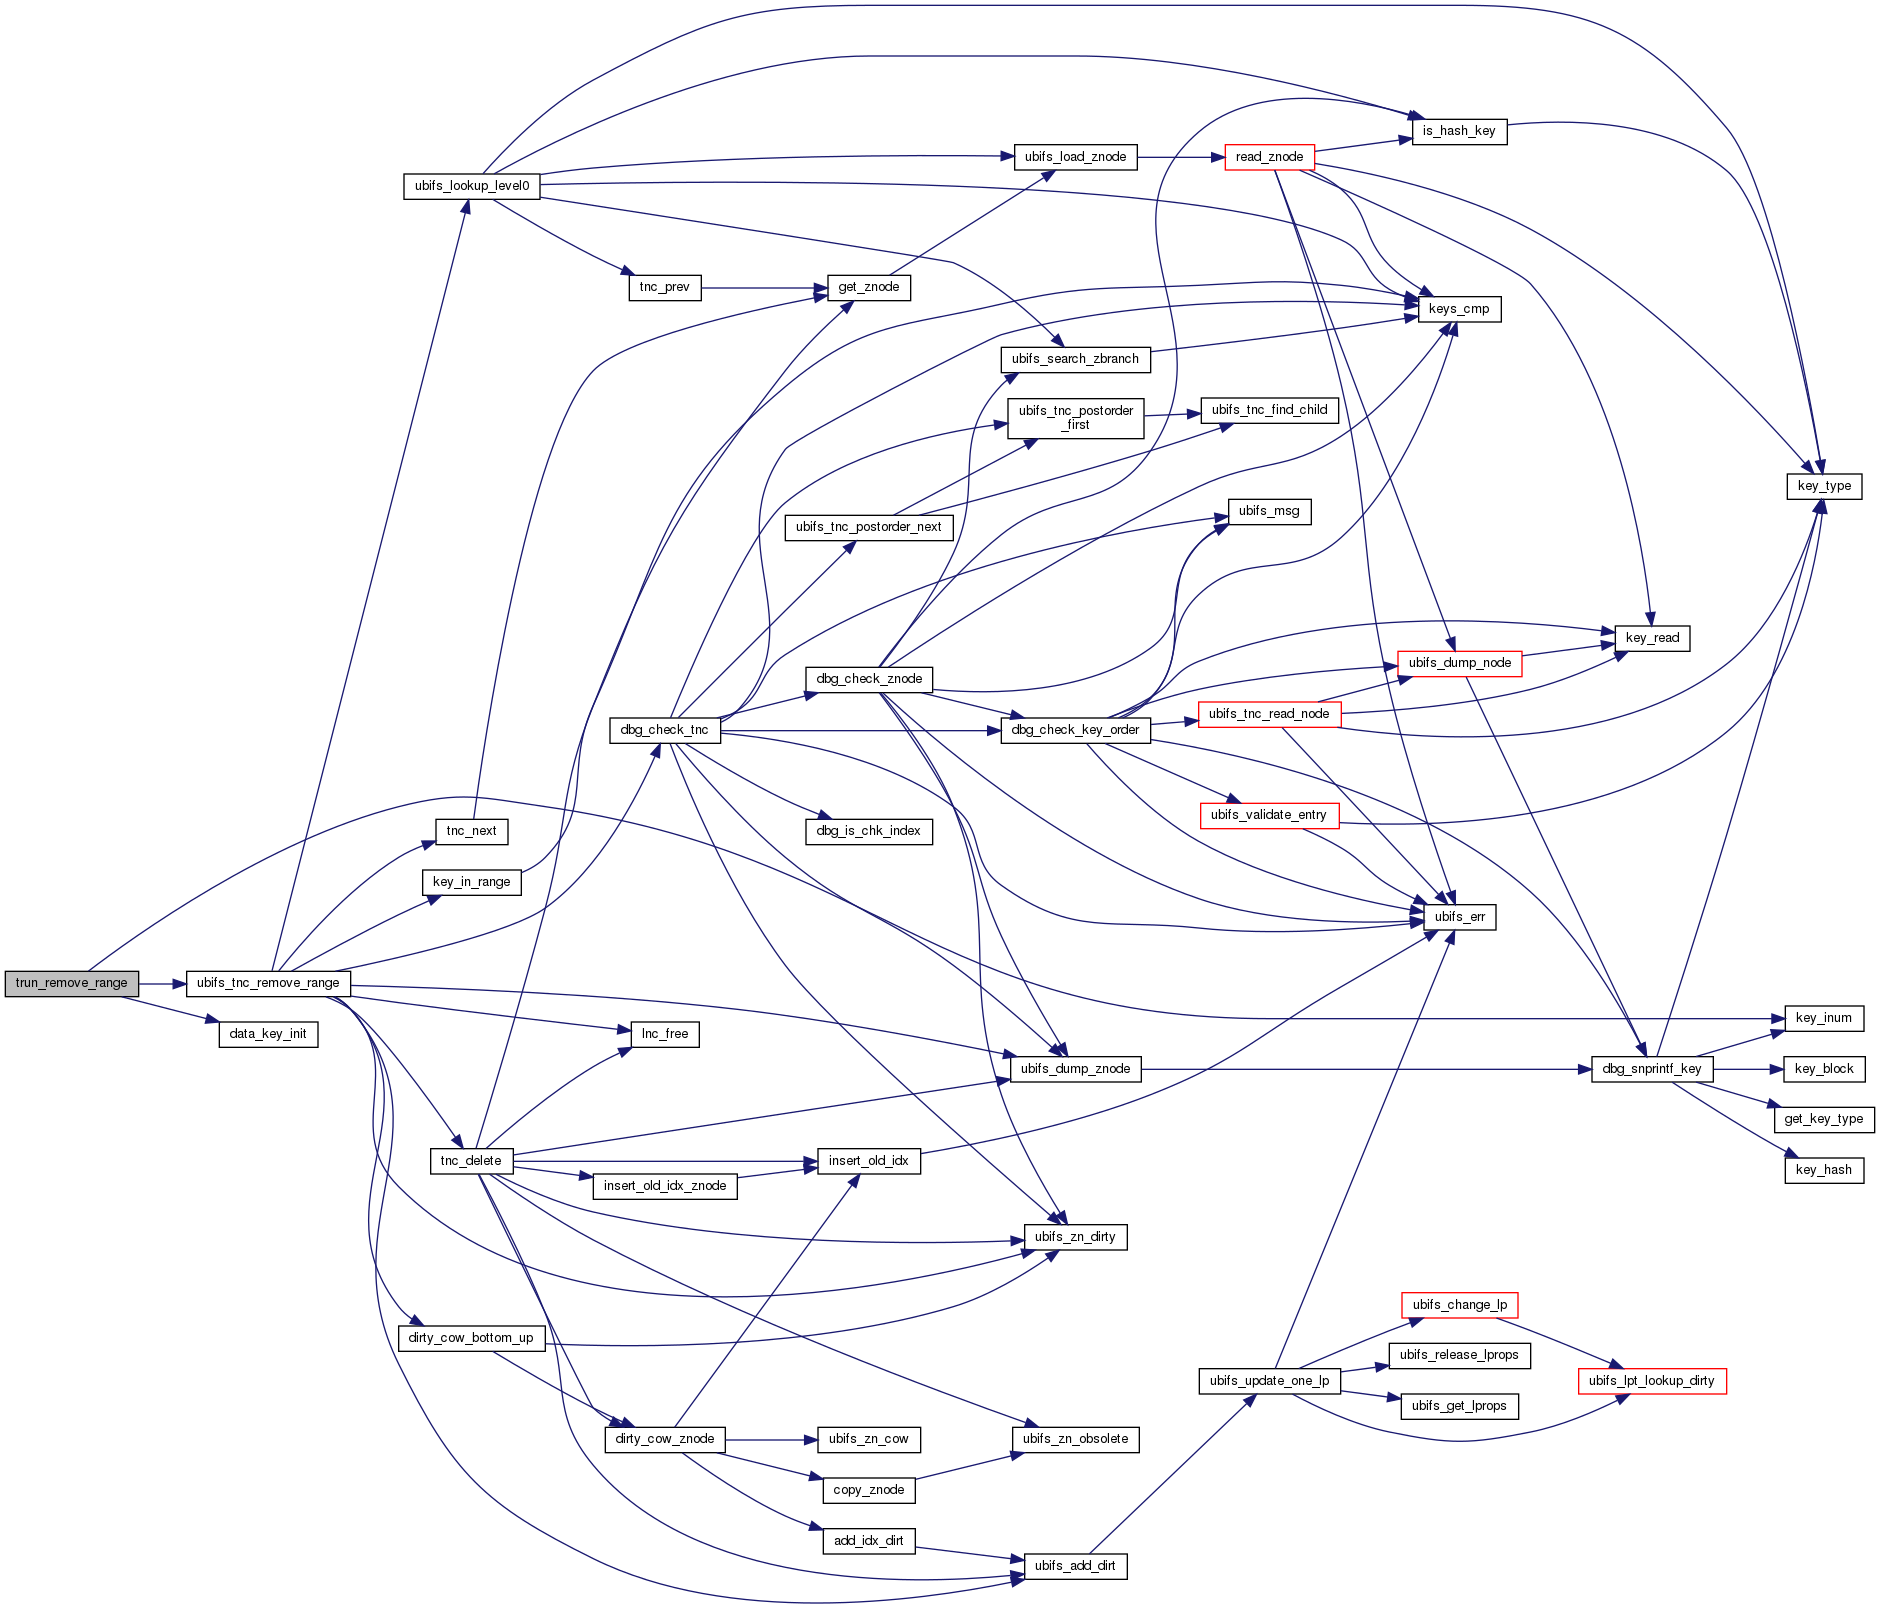 is_hash_key
ubifs_load_znode
read_znode
ubifs_lookup_level0
tnc_prev
get_znode
keys_cmp
ubifs_search_zbranch
ubifs_tnc_postorder
_first
ubifs_tnc_find_child
key_type
ubifs_msg
ubifs_tnc_postorder_next
key_read
ubifs_dump_node
dbg_check_znode
ubifs_tnc_read_node
dbg_check_tnc
dbg_check_key_order
ubifs_validate_entry
tnc_next
dbg_is_chk_index
key_in_range
ubifs_err
trun_remove_range
ubifs_tnc_remove_range
data_key_init
lnc_free
key_inum
ubifs_dump_znode
dbg_snprintf_key
key_block
get_key_type
tnc_delete
insert_old_idx
key_hash
insert_old_idx_znode
ubifs_zn_dirty
ubifs_change_lp
dirty_cow_bottom_up
ubifs_release_lprops
ubifs_update_one_lp
ubifs_lpt_lookup_dirty
ubifs_get_lprops
dirty_cow_znode
ubifs_zn_cow
ubifs_zn_obsolete
copy_znode
add_idx_dirt
ubifs_add_dirt